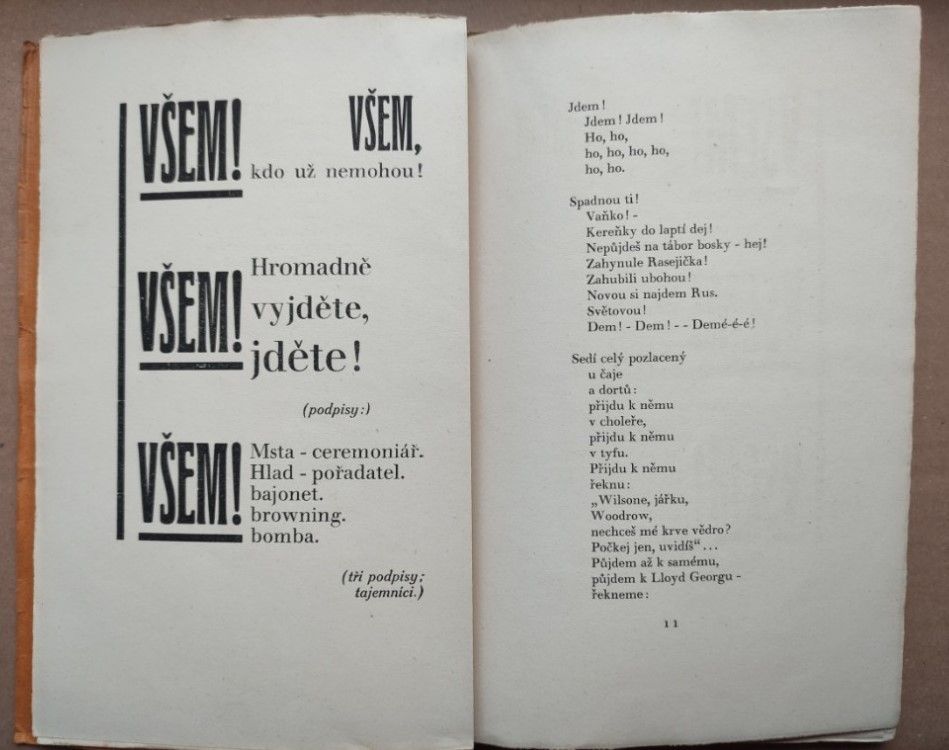 VŠEM! VŠEM,
kdo už nemohou!
VŠEM! Hromadně
vyjděte,
jděte!
(podpisy:)
VŠEM! Msta - ceremoniář.
Hlad - pořadatel.
bajonet.
browning.
bomba.
(tři podpisy;
tajemníci.)
Jdem!
Jdem! Jdem!
Ho, ho,
ho, ho, ho, ho,
ho, ho.
Spadnou ti!
Vaňko! -
Kereňky do laptí dej!
Nepůjdeš na tábor bosky - hej!
Zahynule Rasejička!
Zahubili ubohou!
Novou si najdem Rus.
Světovou!
Dem! - Dem! - - Demé-é-é!
Sedí celý pozlacený
u čaje
a dortů:
přijdu k němu
v choleře,
přijdu k němu
v tyfu.
Přijdu k němu
řeknu:
„Wilsone, jářku,
Woodrow,
nechceš mé krve vědro?
Počkej jen, uvidíš“...
Půjdem až k samému,
půjdem k Lloyd Georgu -
řekneme:
11